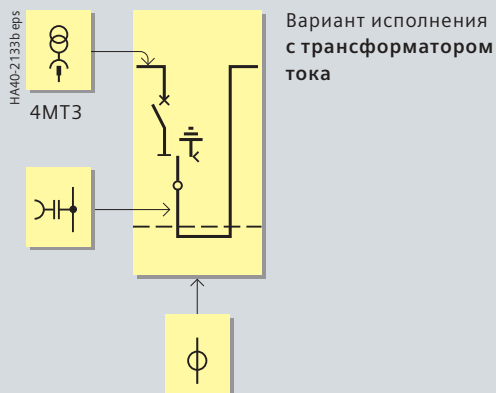 HA40-2133b eps
4MT3
Вариант исполнения
с трансформатором
тока